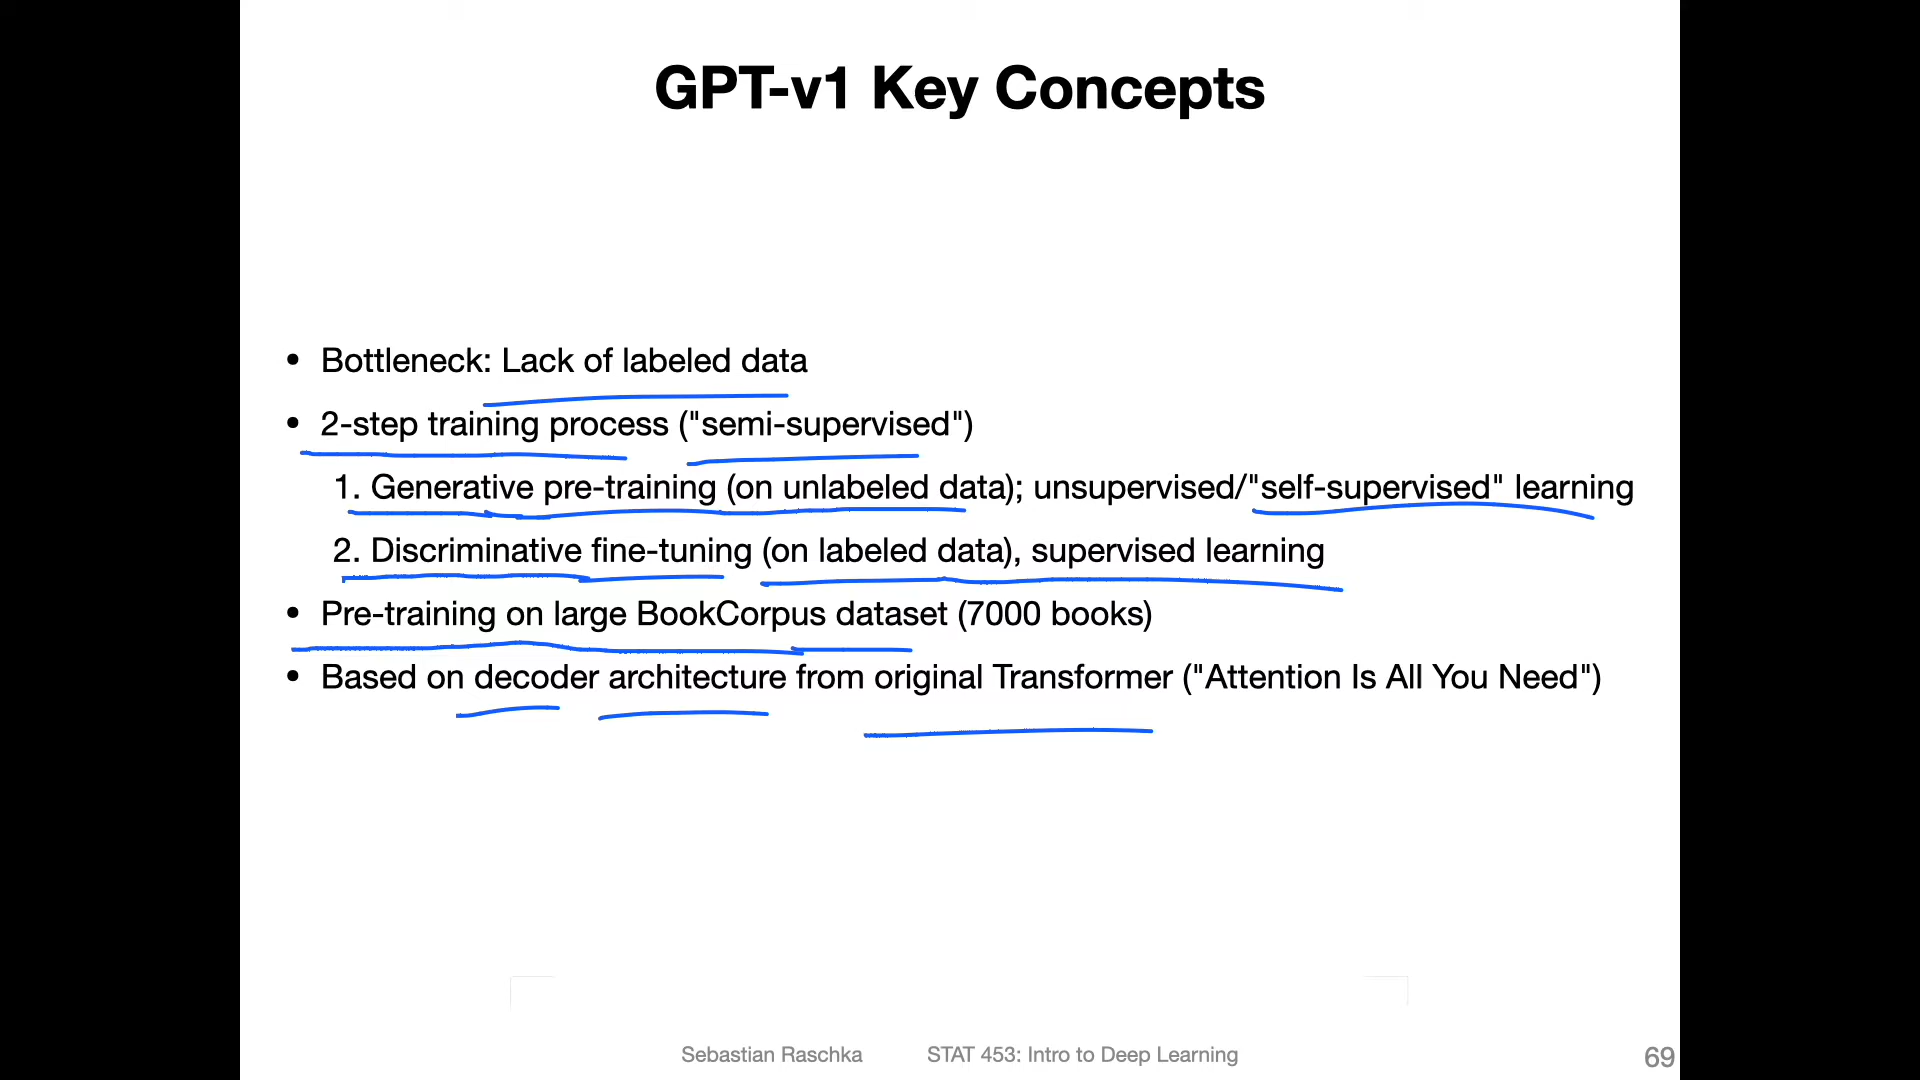 GPT-v1 Key Concepts
• Bottleneck: Lack of labeled data
• 2-step training process ("semi-supervised")
1. Generative pre-training (on unlabeled data); unsupervised/"self-supervised" learning
2. Discriminative fine-tuning (on labeled data), supervised learning
• Pre-training on large BookCorpus dataset (7000 books)
• Based on decoder architecture from original Transformer ("Attention Is All You Need")
Sebastian Raschka STAT 453: Intro to Deep Learning 69